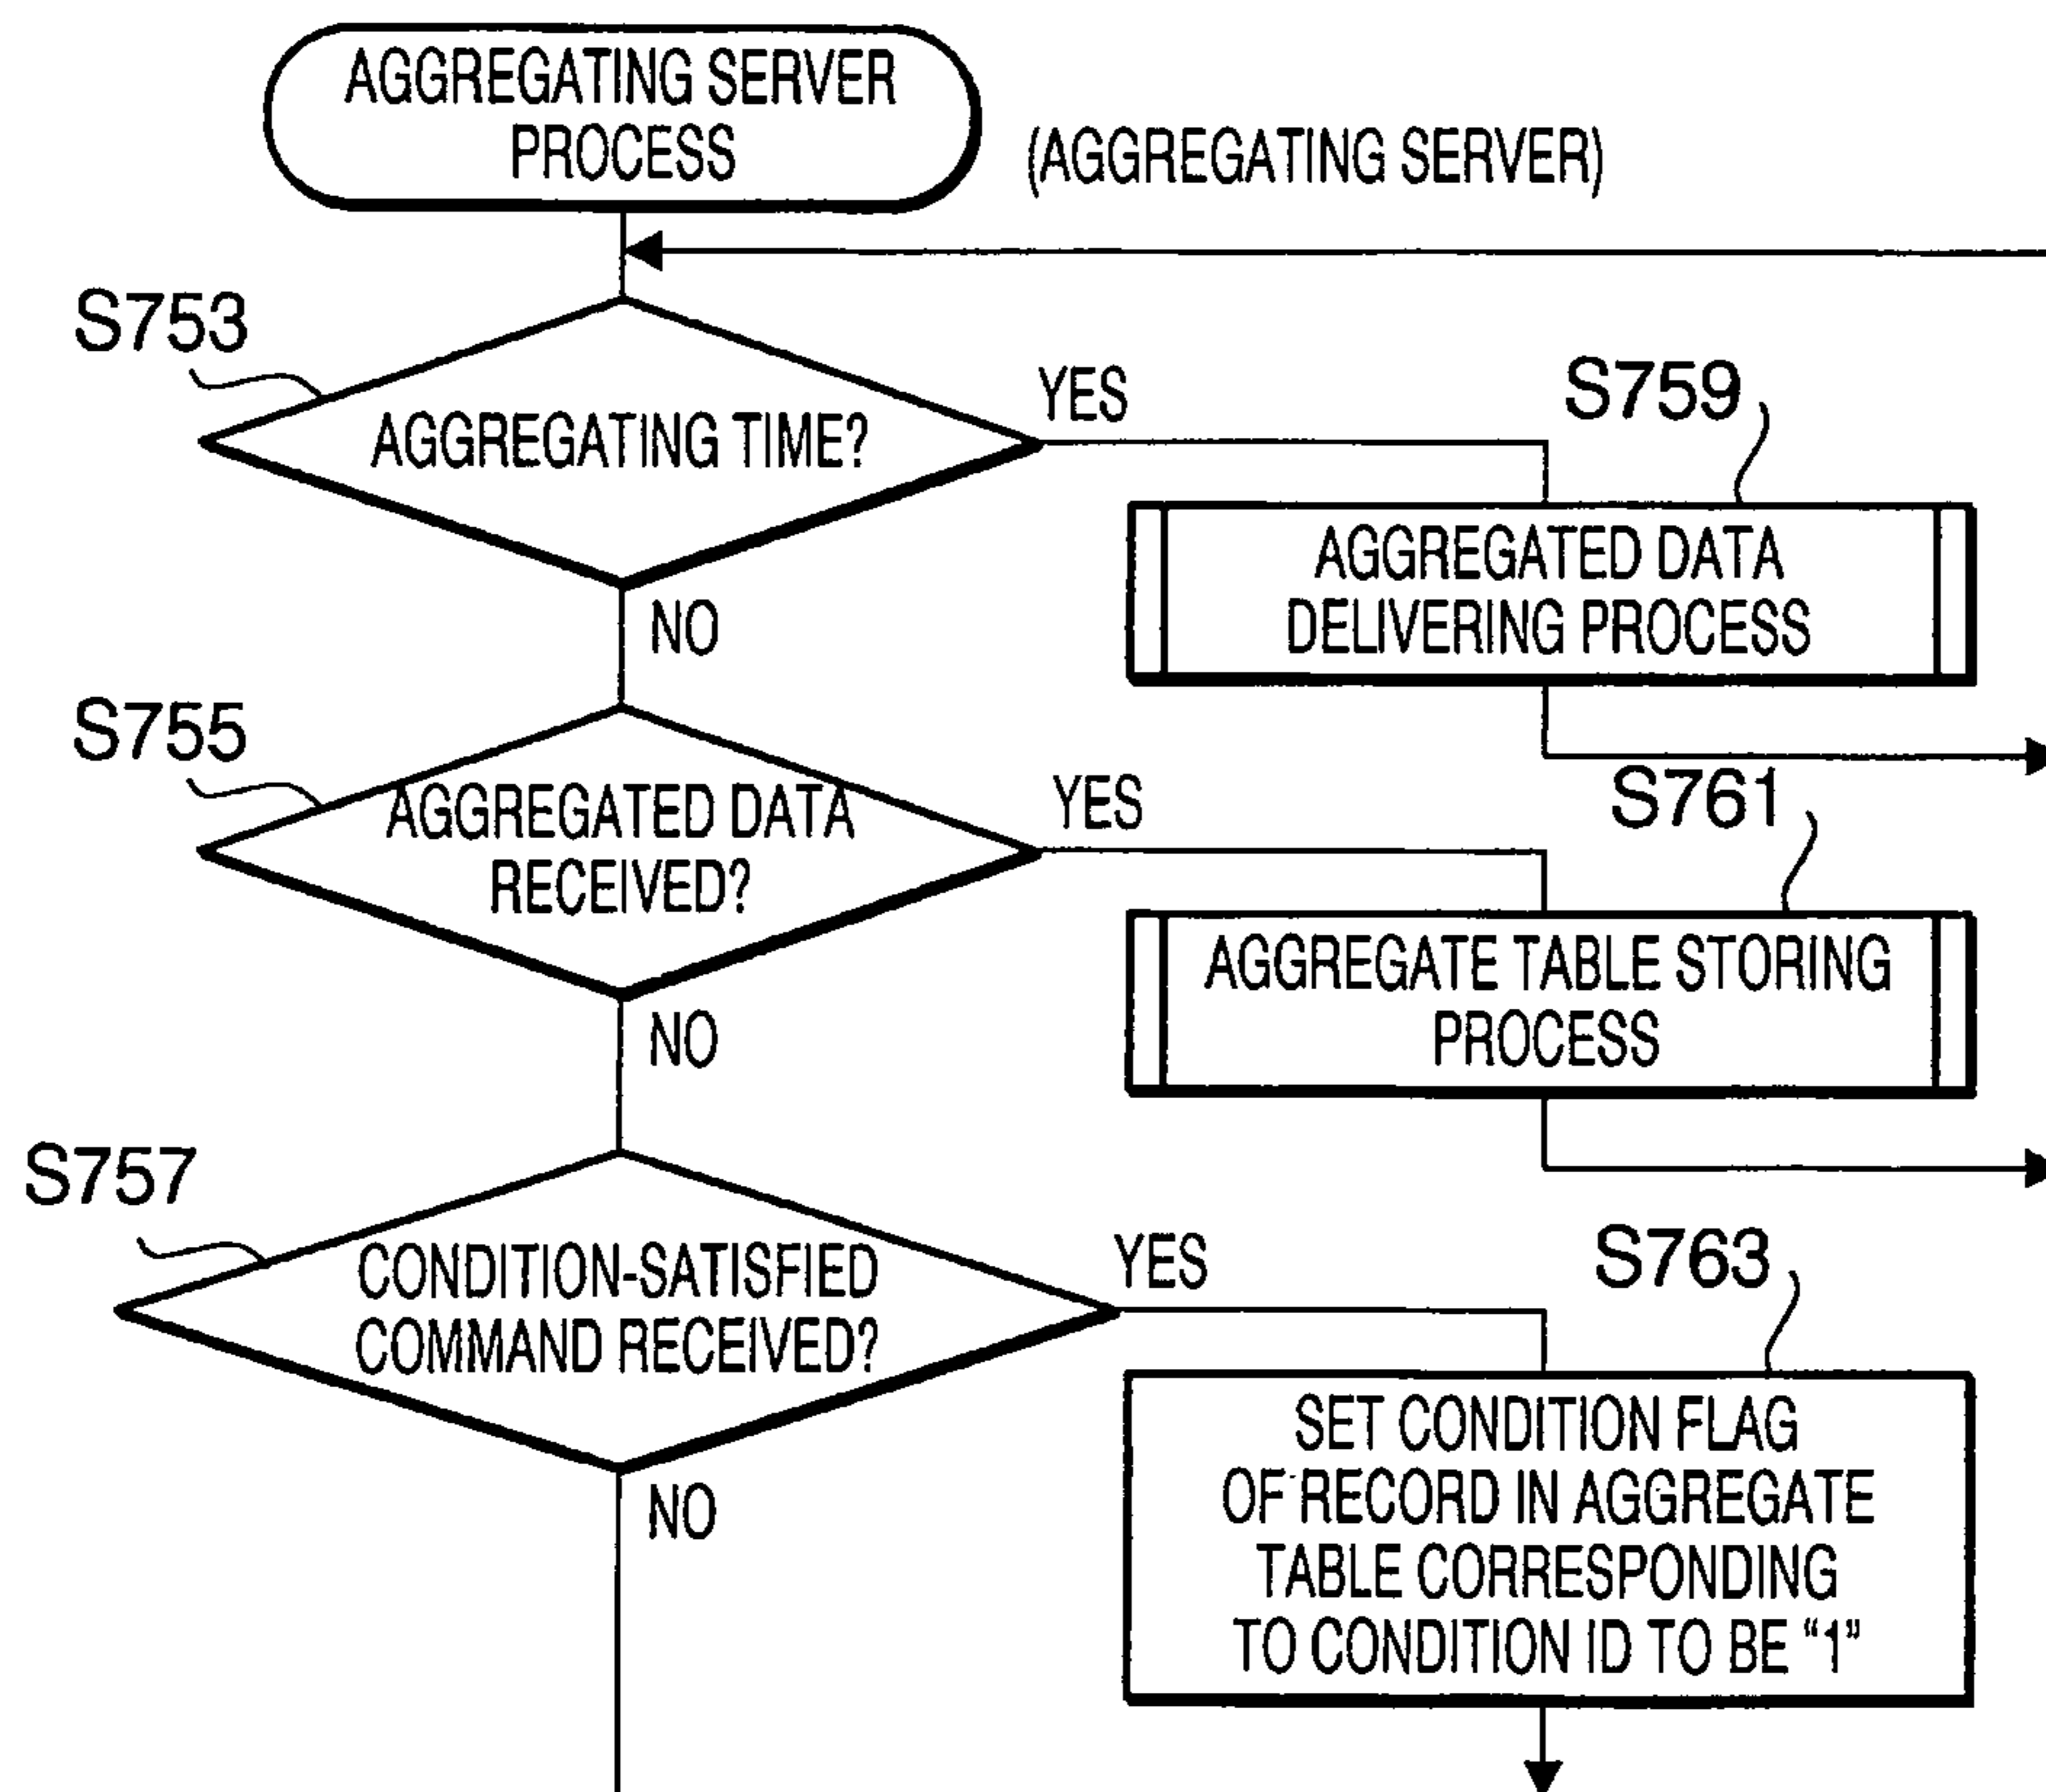 AGGREGATING SERVER
PROCESS
(AGGREGATING SERVER)
S753
AGGREGATING TIME?
YES
NO
S759
AGGREGATED DATA
DELIVERING PROCESS
S755
AGGREGATED DATA
RECEIVED?
YES
NO
S761
AGGREGATE TABLE STORING
PROCESS
S757
CONDITION-SATISFIED
COMMAND RECEIVED?
YES
NO
S763
SET CONDITION FLAG
OF RECORD IN AGGREGATE
TABLE CORRESPONDING
TO CONDITION ID TO BE “1”